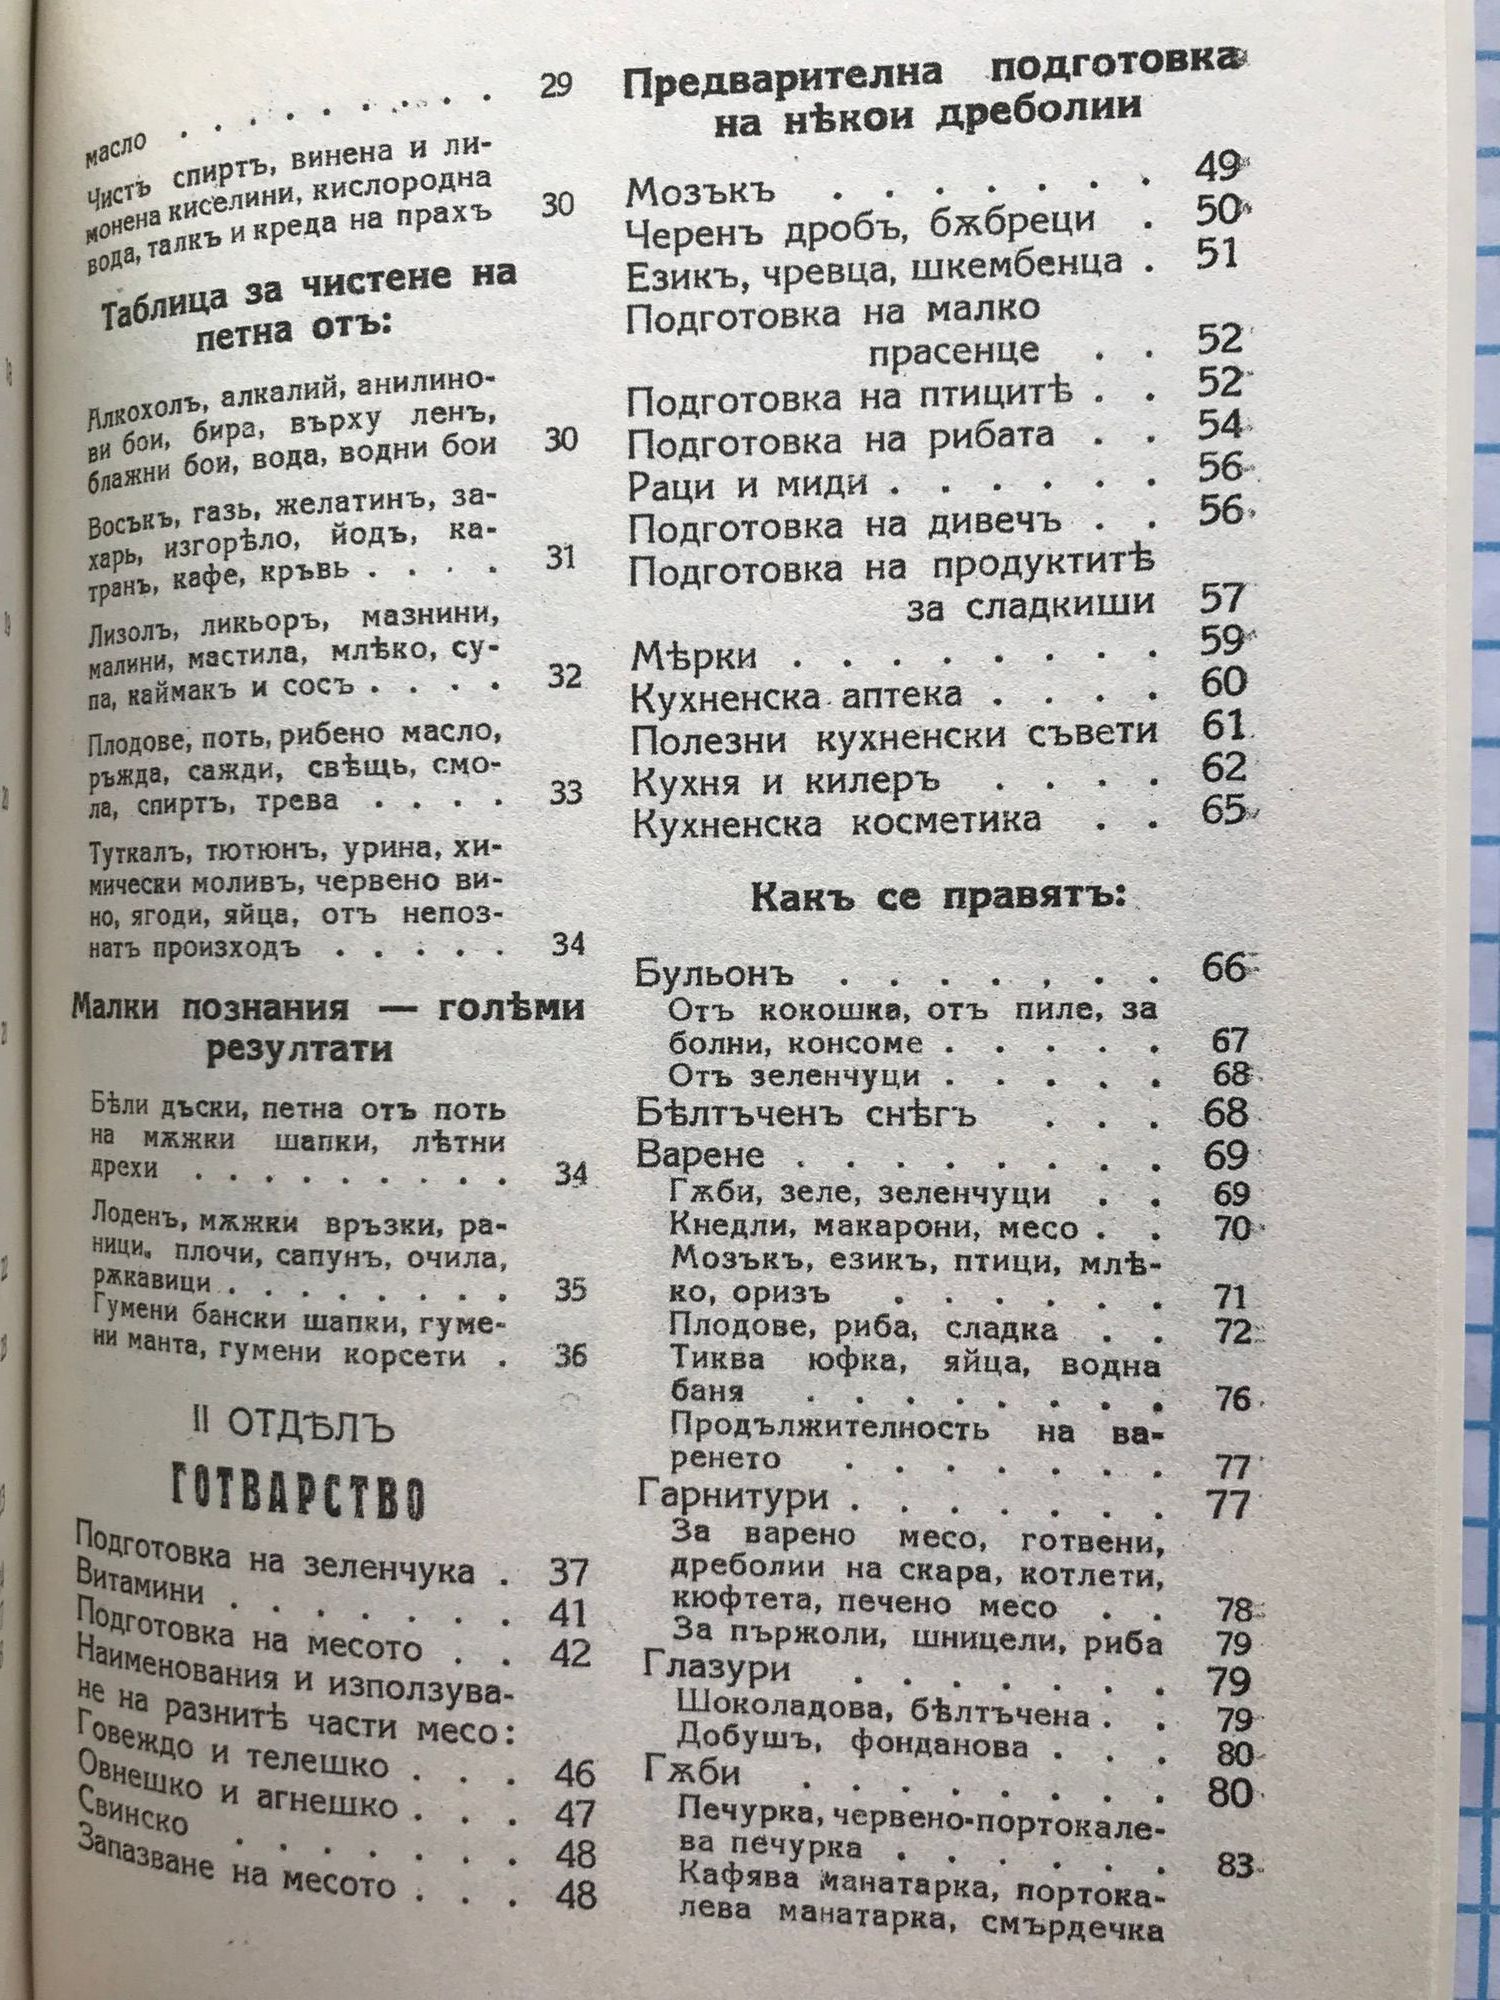 масло . . . . . . . . . 29
Чистъ спиртъ, винена и ли-
монена киселини, кислородна
вода, талкъ и креда на прахъ 30
Таблица за чистене на
петна отъ:
Алкохолъ, алкалий, анилино-
ви бои, бира, върху ленъ,
блажни бои, вода, водни бои 30
Восъкъ, газь, желатинъ, за-
харь, изгорѣло, йодъ, ка-
транъ, кафе, кръвь . . . . 31
Лизолъ, ликьоръ, мазнини,
малини, мастила, млѣко, су-
па, каймакъ и сосъ . . . . 32
Плодове, поть, рибено масло,
ръжда, сажди, свѣщь, смо-
ла, спиртъ, трева . . . . 33
Туткалъ, тютюнъ, урина, хи-
мически моливъ, червено ви-
но, ягоди, яйца, отъ непоз-
натъ произходъ . . . . . 34
Малки познания — голѣми
резултати
Бѣли дъски, петна отъ поть
на мѫжки шапки, лѣтни
дрехи . . . . . . . . . 34
Лоденъ, мѫжки връзки, ра-
ници, плочи, сапунъ, очила,
рѫкавици . . . . . . . . 35
Гумени бански шапки, гуме-
ни манта, гумени корсети . 36
II ОТДѢЛЪ
ГОТВАРСТВО
Подготовка на зеленчука . 37
Витамини . . . . . . . 41
Подготовка на месото . . 42
Наименования и използува-
не на разнитѣ части месо:
Говеждо и телешко . . . 46
Овнешко и агнешко . . . 47
Свинско . . . . . . 48
Запазване на месото . . . 48
Предварителна подготовка
на нѣкои дреболии
Мозъкъ . . . . . . . 49
Черенъ дробъ, бѫбреци . 50
Езикъ, чревца, шкембенца . 51
Подготовка на малко
прасенце . . 52
Подготовка на птицитѣ . . 52
Подготовка на рибата . . 54
Раци и миди . . . . . . 56
Подготовка на дивечъ . . 56
Подготовка на продуктитѣ
за сладкиши 57
Мѣрки . . . . . . . . 59
Кухненска аптека . . . . 60
Полезни кухненски съвети 61
Кухня и килеръ . . . . 62
Кухненска косметика . . 65
Какъ се правятъ:
Бульонъ . . . . . . . 66
Отъ кокошка, отъ пиле, за
болни, консоме . . . . . 67
Отъ зеленчуци . . . . . 68
Бѣлтъченъ снѣгъ . . . 68
Варене . . . . . . . . 69
Гѫби, зеле, зеленчуци . . 69
Кнедли, макарони, месо . . 70
Мозъкъ, езикъ, птици, млѣ-
ко, оризъ . . . . . . 71
Плодове, риба, сладка . . 72
Тиква юфка, яйца, водна
баня . . . . . . . . 76
Продължителность на ва-
ренето . . . . . . . 77
Гарнитури . . . . . . . 77
За варено месо, готвени,
дреболии на скара, котлети,
кюфтета, печено месо . . 78
За пържоли, шницели, риба 79
Глазури . . . . . . . 79
Шоколадова, бѣлтъчена . . 79
Добушъ, фонданова . . . 80
Гѫби . . . . . . . . 80
Печурка, червено-портокале-
ва печурка . . . . . . 83
Кафява манатарка, портока-
лева манатарка, смърдечка